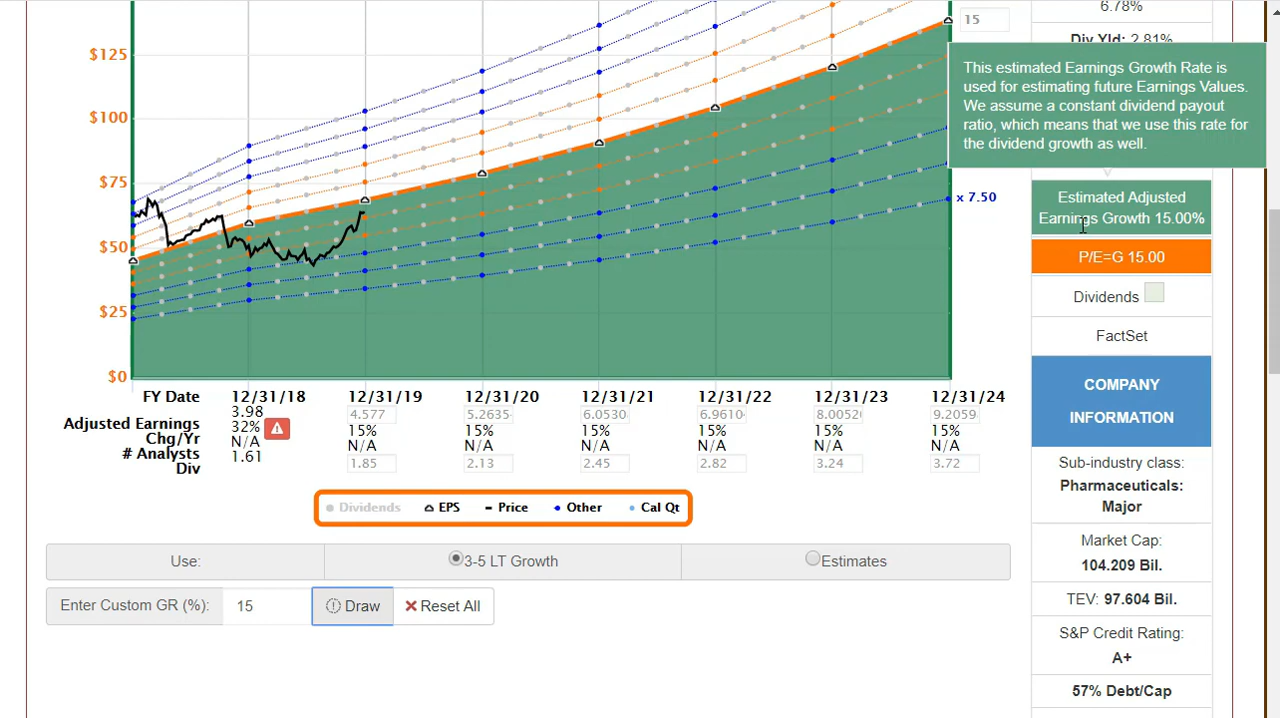 6.78%
Div Yld: 2.81%
15
This estimated Earnings Growth Rate is
used for estimating future Earnings Values.
We assume a constant dividend payout
ratio, which means that we use this rate for
the dividend growth as well.
$125
$100
$75
$50
$25
$0
x 7.50
Estimated Adjusted
Earnings Growth 15.00%
P/E=G 15.00
Dividends
FactSet
COMPANY
INFORMATION
FY Date 12/31/18 12/31/19 12/31/20 12/31/21 12/31/22 12/31/23 12/31/24
Adjusted Earnings 3.98 4.577 5.2635 6.0530 6.9610 8.0052 9.2059
Chg/Yr 32% 15% 15% 15% 15% 15% 15%
# Analysts N/A N/A N/A N/A N/A N/A N/A
Div 1.61 1.85 2.13 2.45 2.82 3.24 3.72
Dividends EPS Price Other Cal Qt
Use: 3-5 LT Growth Estimates
Enter Custom GR (%): 15 Draw Reset All
Sub-industry class:
Pharmaceuticals:
Major
Market Cap:
104.209 Bil.
TEV: 97.604 Bil.
S&P Credit Rating:
A+
57% Debt/Cap